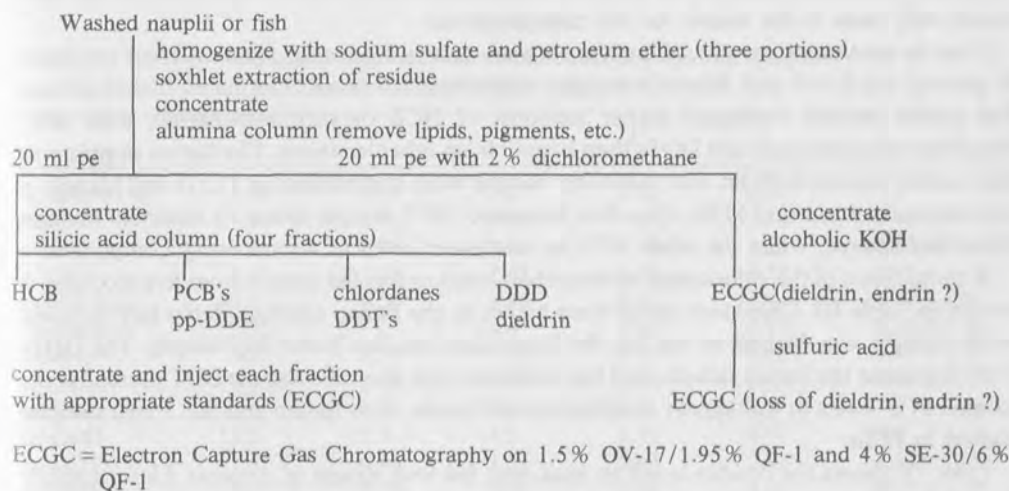 Washed nauplii or fish
homogenize with sodium sulfate and petroleum ether (three portions)
soxhlet extraction of residue
concentrate
alumina column (remove lipids, pigments, etc.)
20 ml pe 20 ml pe with 2% dichloromethane
concentrate concentrate
silicic acid column (four fractions) alcoholic KOH
HCB PCB's chlordanes DDD ECGC(dieldrin, endrin ?)
pp-DDE DDT's dieldrin
sulfuric acid
concentrate and inject each fraction
with appropriate standards (ECGC) ECGC (loss of dieldrin, endrin ?)
ECGC = Electron Capture Gas Chromatography on 1.5% OV-17/1.95% QF-1 and 4% SE-30/6%
QF-1